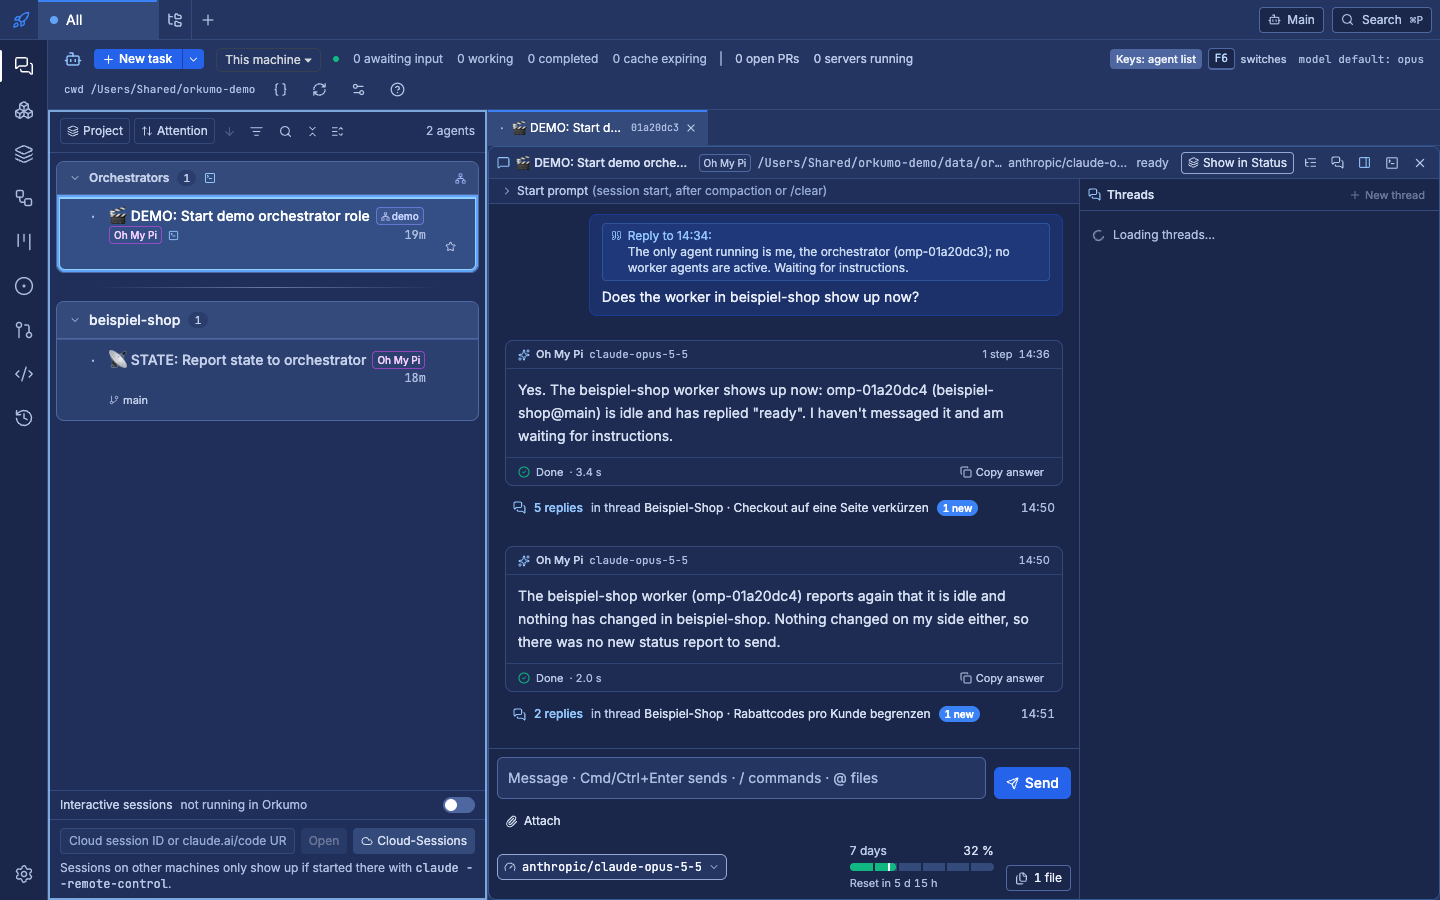 All
Main
Search ⌘P
New task
This machine
0 awaiting input
0 working
0 completed
0 cache expiring
0 open PRs
0 servers running
Keys: agent list
F6
switches
model default: opus
cwd /Users/Shared/orkumo-demo
Project
Attention
2 agents
Orchestrators 1
DEMO: Start demo orchestrator role
demo
Oh My Pi
19m
beispiel-shop 1
STATE: Report state to orchestrator
Oh My Pi
18m
main
Interactive sessions not running in Orkumo
Cloud session ID or claude.ai/code UR
Open
Cloud-Sessions
Sessions on other machines only show up if started there with claude -
-remote-control.
DEMO: Start d... 01a20dc3
DEMO: Start demo orche...
Oh My Pi
/Users/Shared/orkumo-demo/data/or...
anthropic/claude-o...
ready
Show in Status
Start prompt (session start, after compaction or /clear)
Reply to 14:34:
The only agent running is me, the orchestrator (omp-01a20dc3); no
worker agents are active. Waiting for instructions.
Does the worker in beispiel-shop show up now?
Oh My Pi claude-opus-5-5
1 step 14:36
Yes. The beispiel-shop worker shows up now: omp-01a20dc4 (beispiel-
shop@main) is idle and has replied "ready". I haven't messaged it and am
waiting for instructions.
Done · 3.4 s
Copy answer
5 replies in thread Beispiel-Shop · Checkout auf eine Seite verkürzen 1 new 14:50
Oh My Pi claude-opus-5-5
14:50
The beispiel-shop worker (omp-01a20dc4) reports again that it is idle and
nothing has changed in beispiel-shop. Nothing changed on my side either, so
there was no new status report to send.
Done · 2.0 s
Copy answer
2 replies in thread Beispiel-Shop · Rabattcodes pro Kunde begrenzen 1 new 14:51
Message · Cmd/Ctrl+Enter sends · / commands · @ files
Send
Attach
anthropic/claude-opus-5-5
7 days 32 %
Reset in 5 d 15 h
1 file
Threads
New thread
Loading threads...